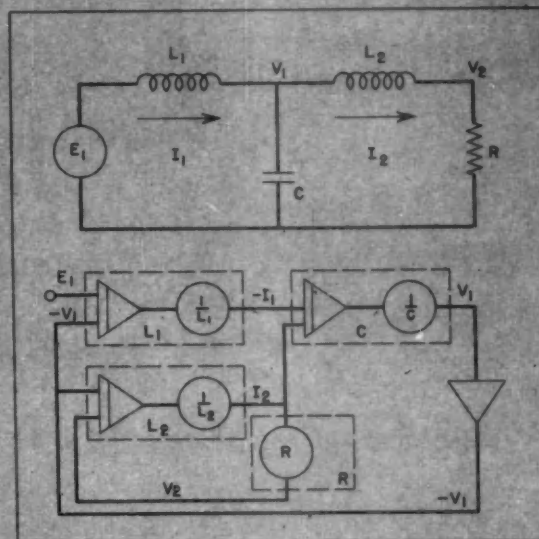 L1 V1 L2 V2
E1 I1 C I2 R
E1
-V1 1/L1 -I1 1/C V1
L1 C
1/L2 I2
L2
R
V2 R
-V1